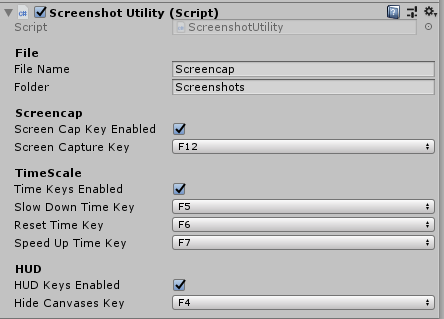 Screenshot Utility (Script)
Script ScreenshotUtility
File
File Name Screencap
Folder Screenshots
Screencap
Screen Cap Key Enabled
Screen Capture Key F12
TimeScale
Time Keys Enabled
Slow Down Time Key F5
Reset Time Key F6
Speed Up Time Key F7
HUD
HUD Keys Enabled
Hide Canvases Key F4